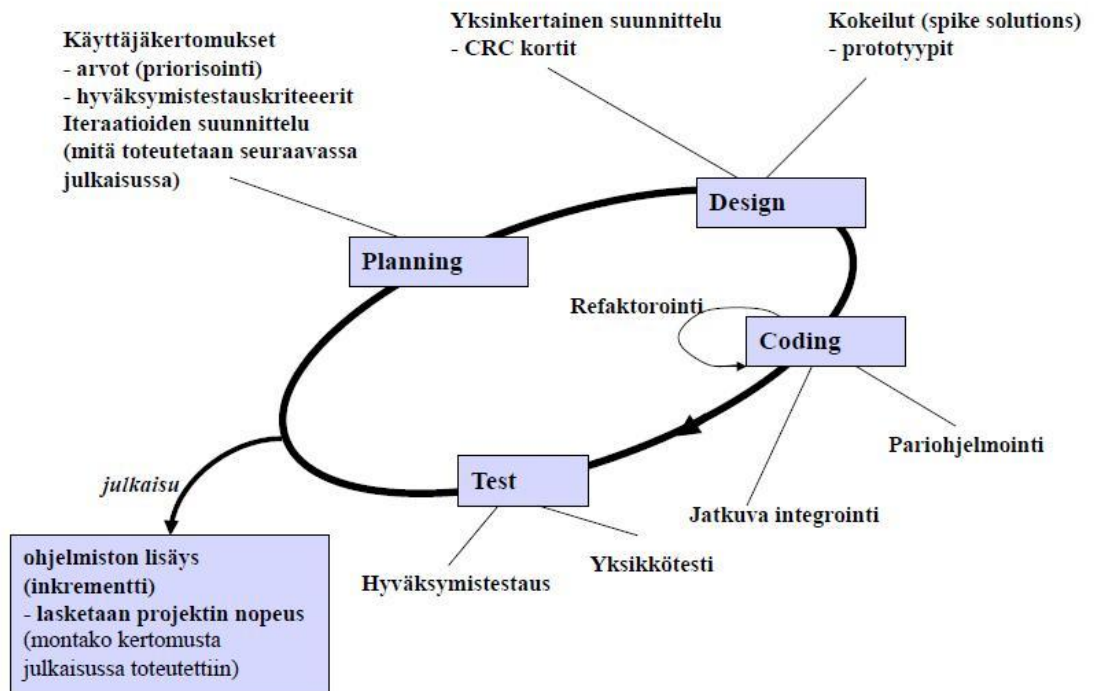 Käyttäjäkertomukset
- arvot (priorisointi)
- hyväksymistestauskriteeerit
Iteraatioiden suunnittelu
(mitä toteutetaan seuraavassa
julkaisussa)
Yksinkertainen suunnittelu
- CRC kortit
Kokeilut (spike solutions)
- prototyypit
Design
Planning
Refaktorointi
Coding
Pariohjelmointi
Jatkuva integrointi
Test
Yksikkötesti
Hyväksymistestaus
julkaisu
ohjelmiston lisäys
(inkrementti)
- lasketaan projektin nopeus
(montako kertomusta
julkaisussa toteutettiin)